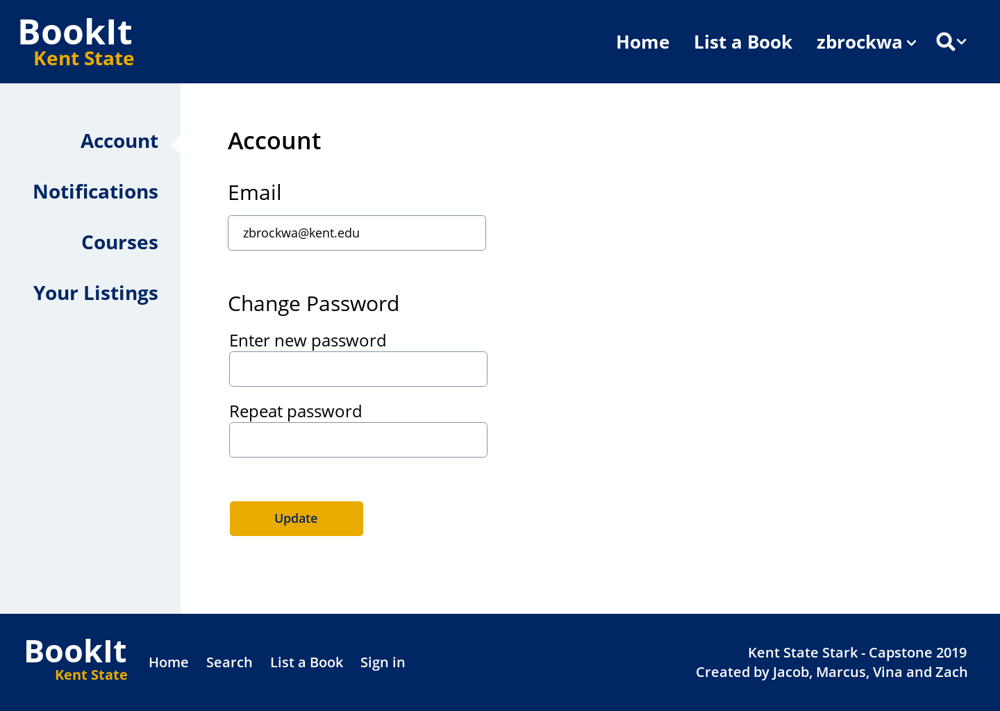 BookIt
Kent State
Home
List a Book
zbrockwa
Account
Notifications
Courses
Your Listings
Account
Email
zbrockwa@kent.edu
Change Password
Enter new password
Repeat password
Update
BookIt
Kent State
Home
Search
List a Book
Sign in
Kent State Stark - Capstone 2019
Created by Jacob, Marcus, Vina and Zach